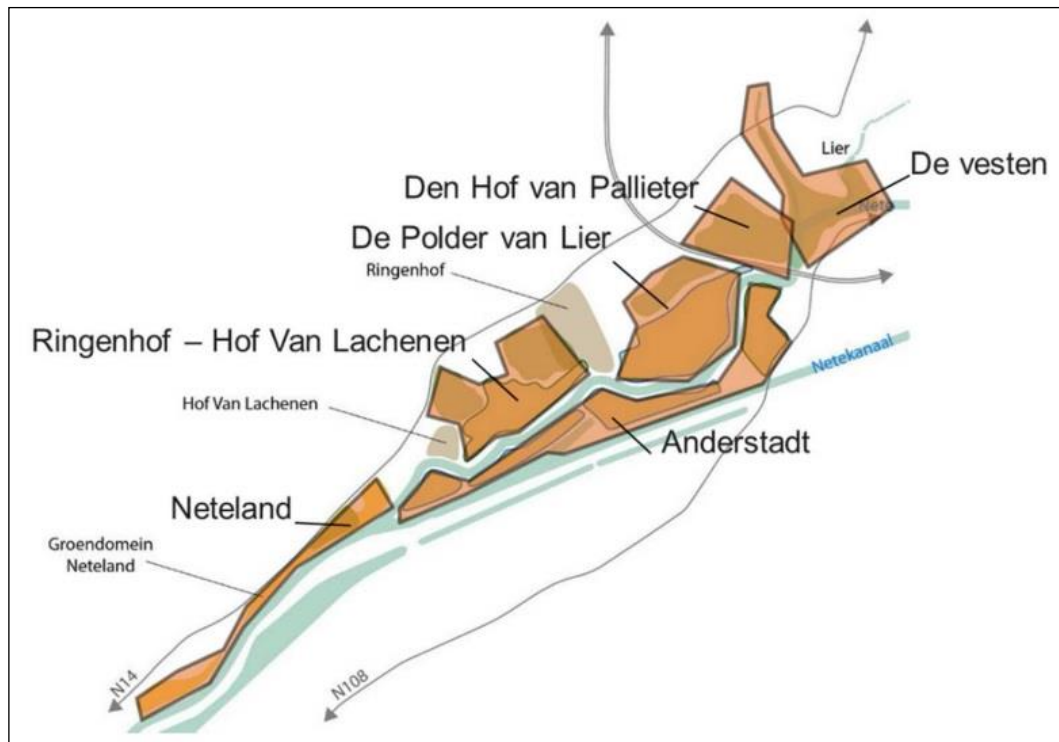 Lier
De vesten
Den Hof van Pallieter
Nete
De Polder van Lier
Ringenhof
Ringenhof – Hof Van Lachenen
Netekanaal
Hof Van Lachenen
Anderstadt
Neteland
Groendomein
Neteland
N14
N108